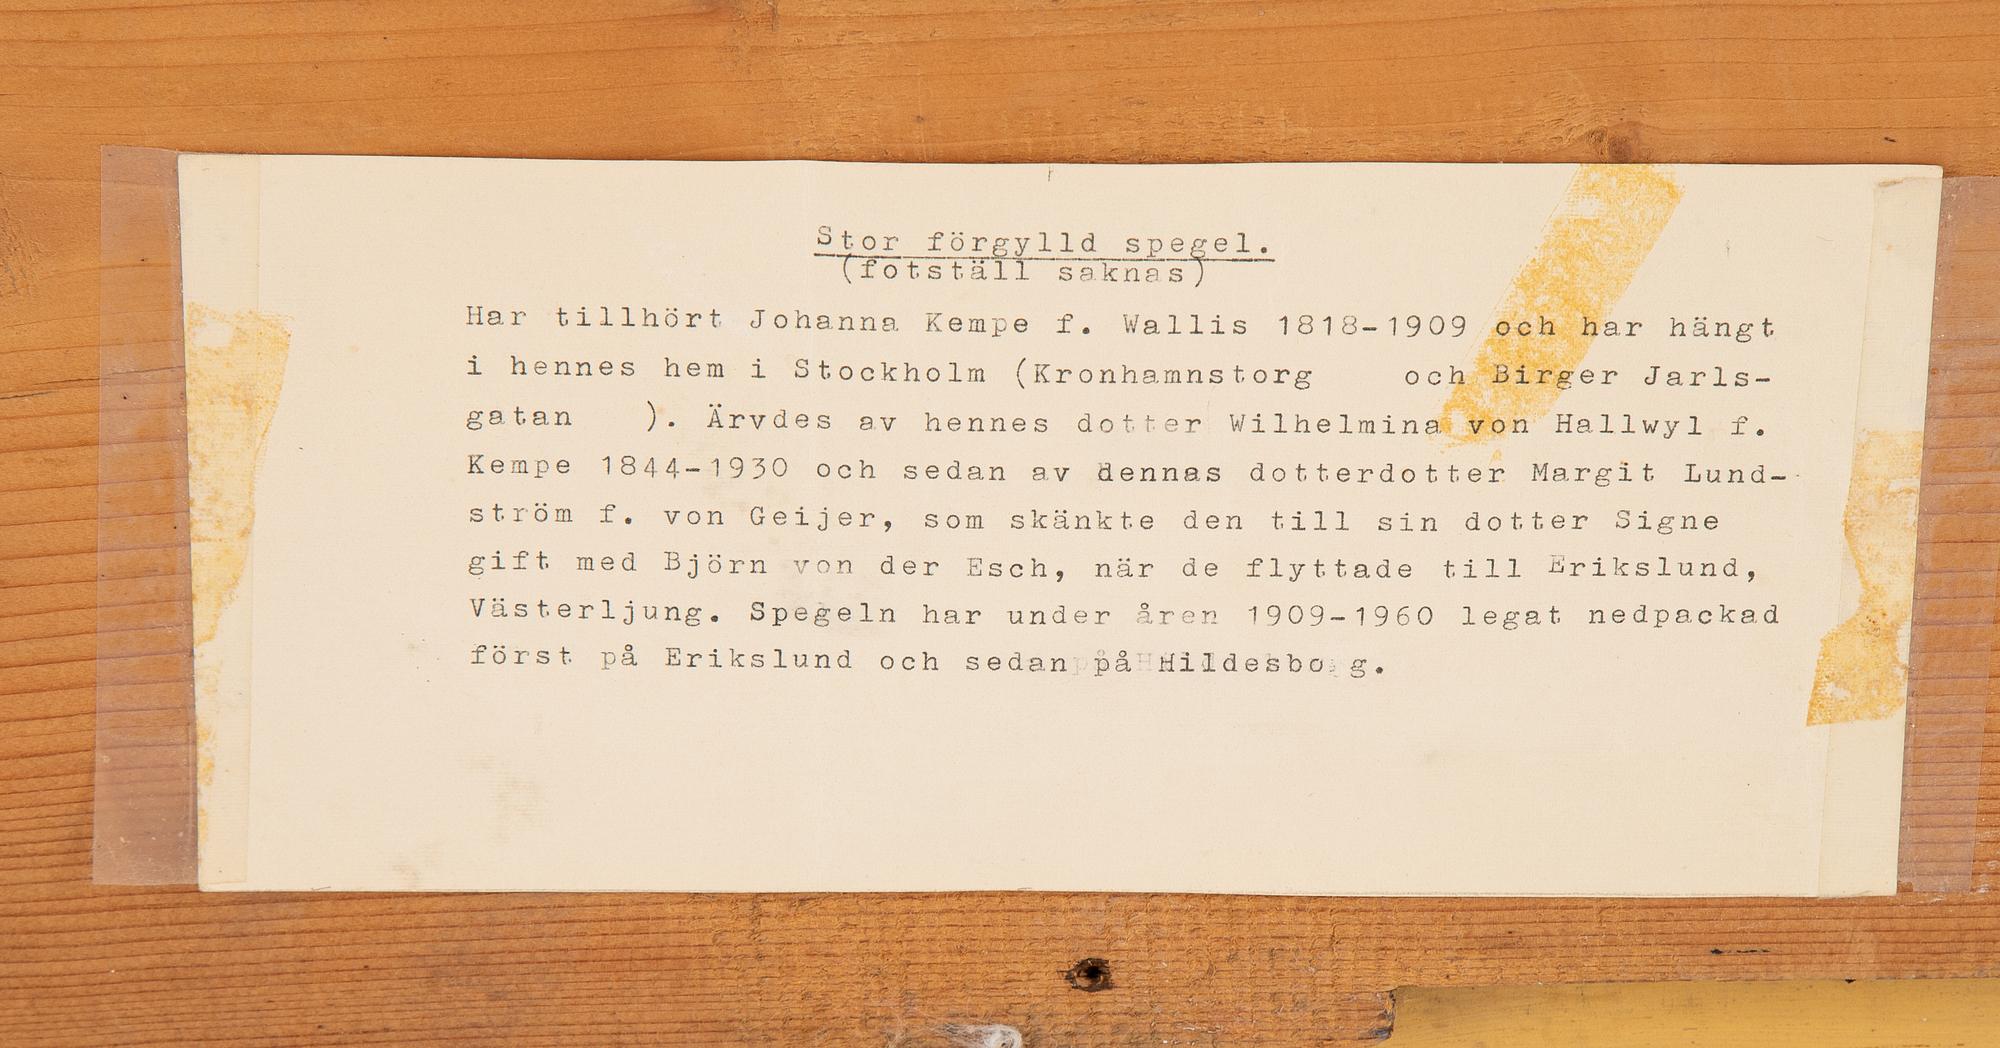 Stor förgylld spegel.
(fotställ saknas)
Har tillhört Johanna Kempe f. Wallis 1818-1909 och har hängt
i hennes hem i Stockholm (Kronhamnstorg     och Birger Jarls-
gatan    ). Ärvdes av hennes dotter Wilhelmina von Hallwyl f.
Kempe 1844-1930 och sedan av dennas dotterdotter Margit Lund-
ström f. von Geijer, som skänkte den till sin dotter Signe
gift med Björn von der Esch, när de flyttade till Erikslund,
Västerljung. Spegeln har under åren 1909-1960 legat nedpackad
först på Erikslund och sedan på